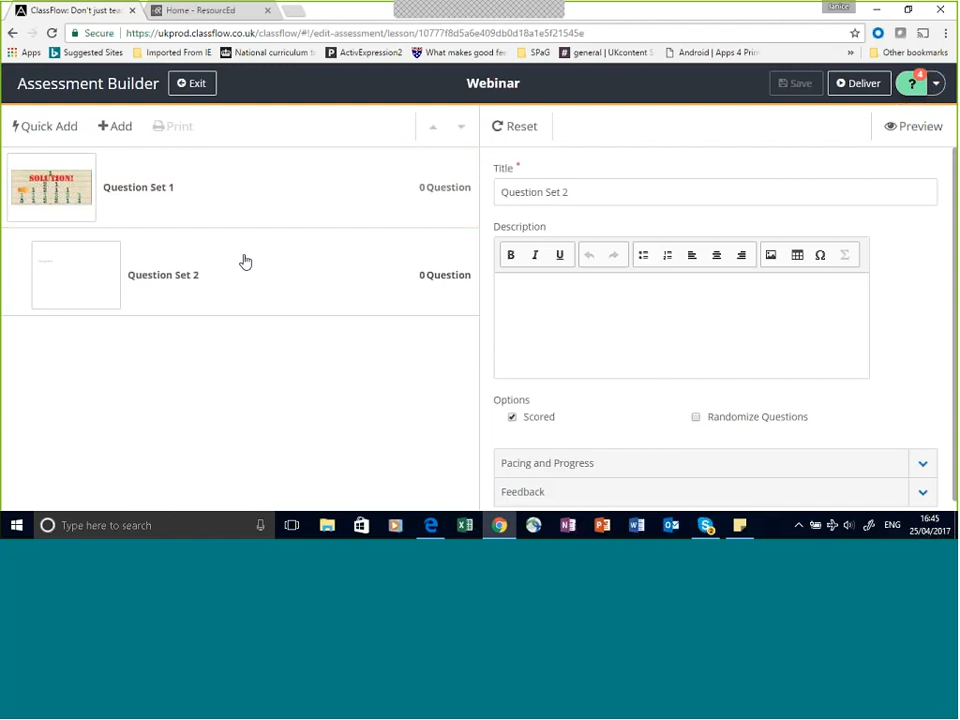 ClassFlow: Don't just tea
Home - ResourcEd
Janice
Secure
https://ukprod.classflow.co.uk/classflow/#!/edit-assessment/lesson/10777f8d5a6e409db0d18a1e5f21545e
Apps
Suggested Sites
Imported From IE
National curriculum
ActivExpression2
What makes good fe
SPaG
general | UKcontent S
Android | Apps 4 Prim
»
Other bookmarks
Assessment Builder
Exit
Webinar
Save
Deliver
? 4
Quick Add
Add
Print
Reset
Preview
SOLUTION!
Question Set 1
0 Question
Question Set 2
0 Question
Title *
Question Set 2
Description
B I U Ω Σ
Options
Scored
Randomize Questions
Pacing and Progress
Feedback
Type here to search
ENG
16:45
25/04/2017